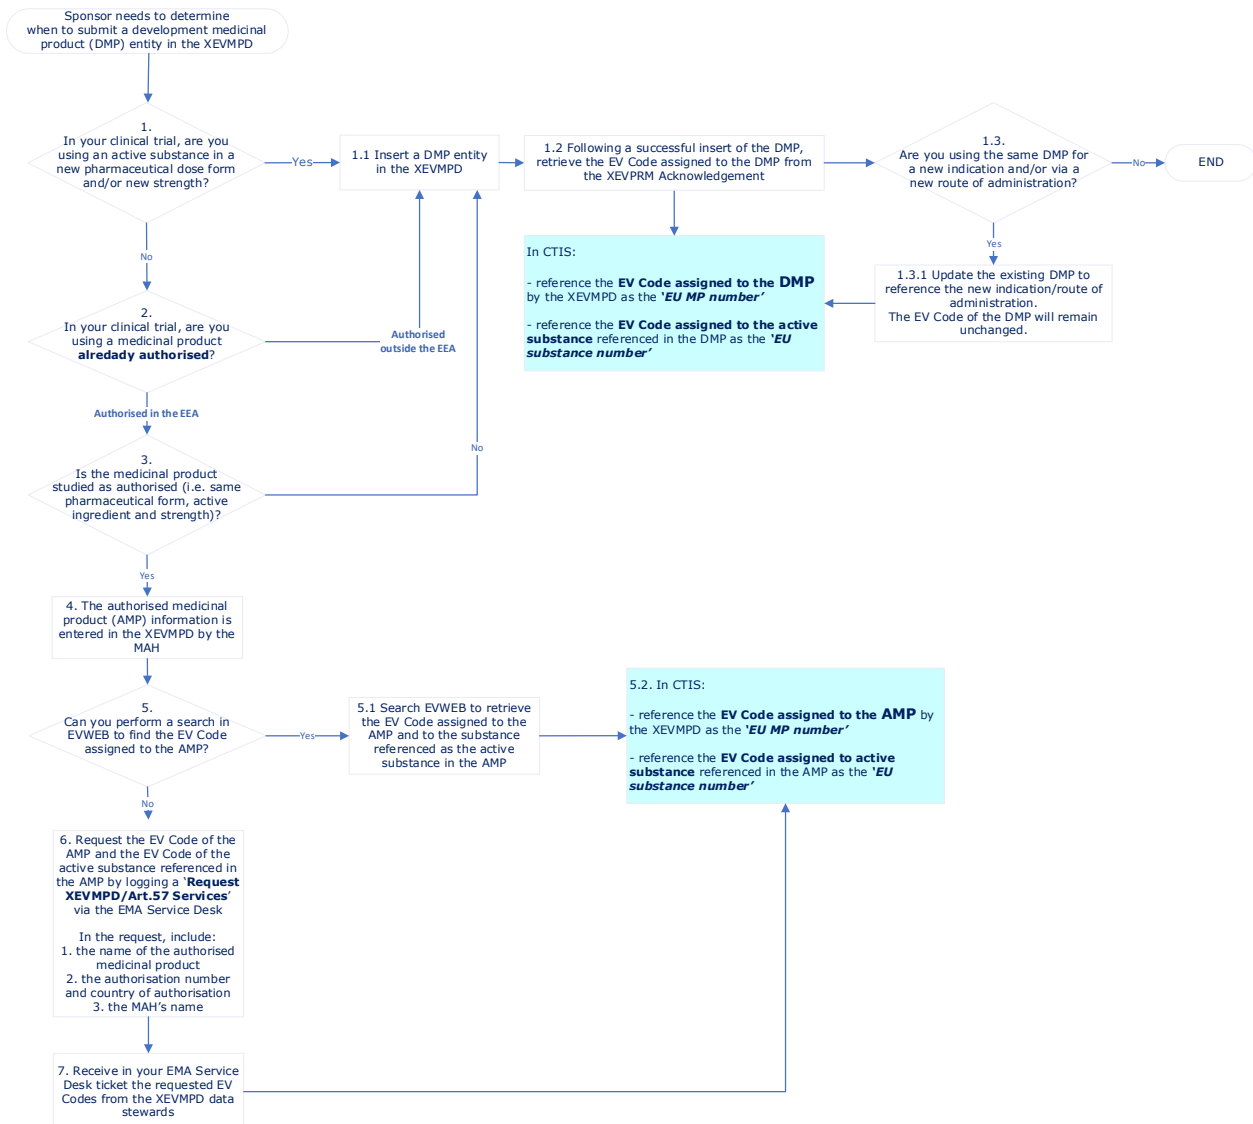 Sponsor needs to determine
when to submit a development medicinal
product (DMP) entity in the XEVMPD
1.
In your clinical trial, are you
using an active substance in a
new pharmaceutical dose form
and/or new strength?
Yes
1.1 Insert a DMP entity
in the XEVMPD
1.2 Following a successful insert of the DMP,
retrieve the EV Code assigned to the DMP from
the XEVPRM Acknowledgement
1.3.
Are you using the same DMP for
a new indication and/or via a
new route of administration?
No
END
Yes
1.3.1 Update the existing DMP to
reference the new indication/route of
administration.
The EV Code of the DMP will remain
unchanged.
In CTIS:
- reference the EV Code assigned to the DMP
by the XEVMPD as the ‘EU MP number’
- reference the EV Code assigned to the active
substance referenced in the DMP as the ‘EU
substance number’
No
2.
In your clinical trial, are you
using a medicinal product
alredady authorised?
Authorised
outside the EEA
Authorised in the EEA
3.
Is the medicinal product
studied as authorised (i.e. same
pharmaceutical form, active
ingredient and strength)?
No
Yes
4. The authorised medicinal
product (AMP) information is
entered in the XEVMPD by the
MAH
5.
Can you perform a search in
EVWEB to find the EV Code
assigned to the AMP?
Yes
5.1 Search EVWEB to retrieve
the EV Code assigned to the
AMP and to the substance
referenced as the active
substance in the AMP
5.2. In CTIS:
- reference the EV Code assigned to the AMP by
the XEVMPD as the ‘EU MP number’
- reference the EV Code assigned to active
substance referenced in the AMP as the ‘EU
substance number’
No
6. Request the EV Code of the
AMP and the EV Code of the
active substance referenced in
the AMP by logging a ‘Request
XEVMPD/Art.57 Services’
via the EMA Service Desk
In the request, include:
1. the name of the authorised
medicinal product
2. the authorisation number
and country of authorisation
3. the MAH’s name
7. Receive in your EMA Service
Desk ticket the requested EV
Codes from the XEVMPD data
stewards